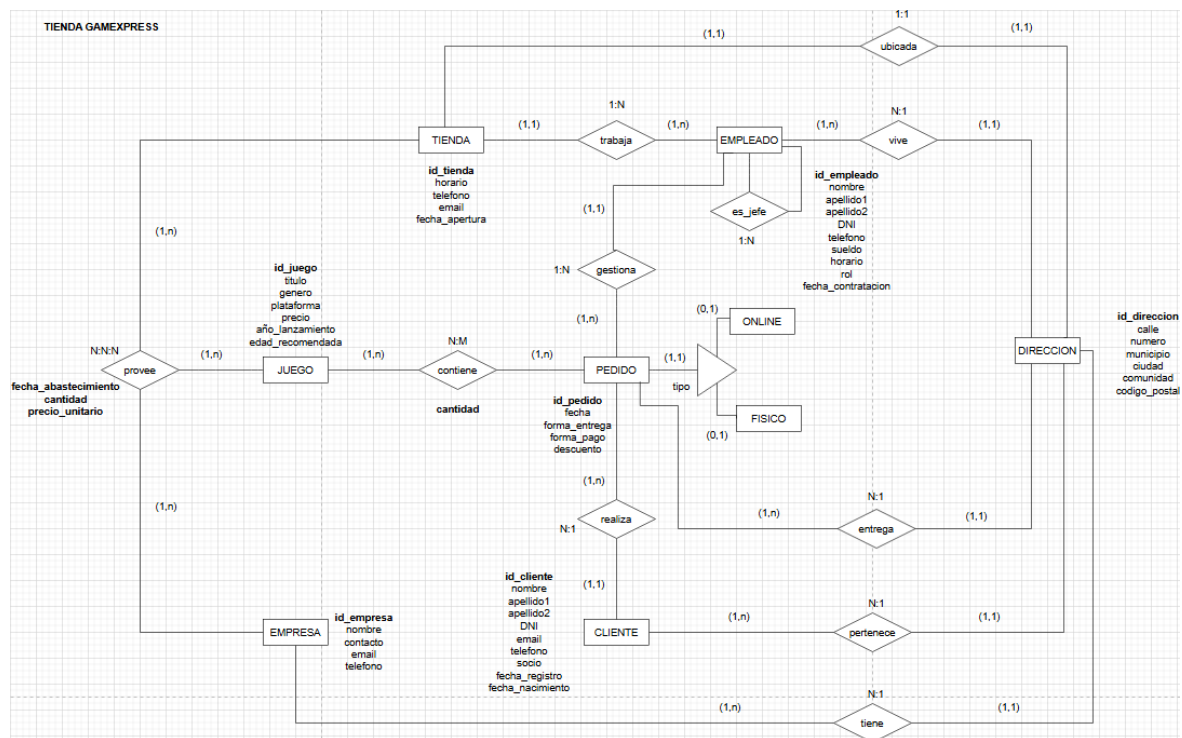 TIENDA GAMEXPRESS
1:1
(1,1)
ubicada
(1,1)
1:N
N:1
TIENDA
(1,1)
trabaja
(1,n)
EMPLEADO
(1,n)
vive
(1,1)
id_tienda
horario
telefono
email
fecha_apertura
id_empleado
nombre
apellido1
apellido2
DNI
telefono
sueldo
horario
rol
fecha_contratacion
(1,1)
es_jefe
1:N
(1,n)
1:N
gestiona
id_juego
titulo
genero
plataforma
precio
año_lanzamiento
edad_recomendada
(1,n)
(0,1)
ONLINE
id_direccion
calle
numero
municipio
ciudad
comunidad
codigo_postal
N:N:N
provee
(1,n)
JUEGO
(1,n)
N:M
contiene
(1,n)
PEDIDO
(1,1)
tipo
DIRECCION
fecha_abastecimiento
cantidad
precio_unitario
cantidad
id_pedido
fecha
forma_entrega
forma_pago
descuento
FISICO
(0,1)
(1,n)
(1,n)
N:1
realiza
(1,n)
N:1
entrega
(1,1)
id_cliente
nombre
apellido1
apellido2
DNI
email
telefono
socio
fecha_registro
fecha_nacimiento
(1,1)
EMPRESA
id_empresa
nombre
contacto
email
telefono
CLIENTE
(1,n)
N:1
pertenece
(1,1)
(1,n)
N:1
tiene
(1,1)